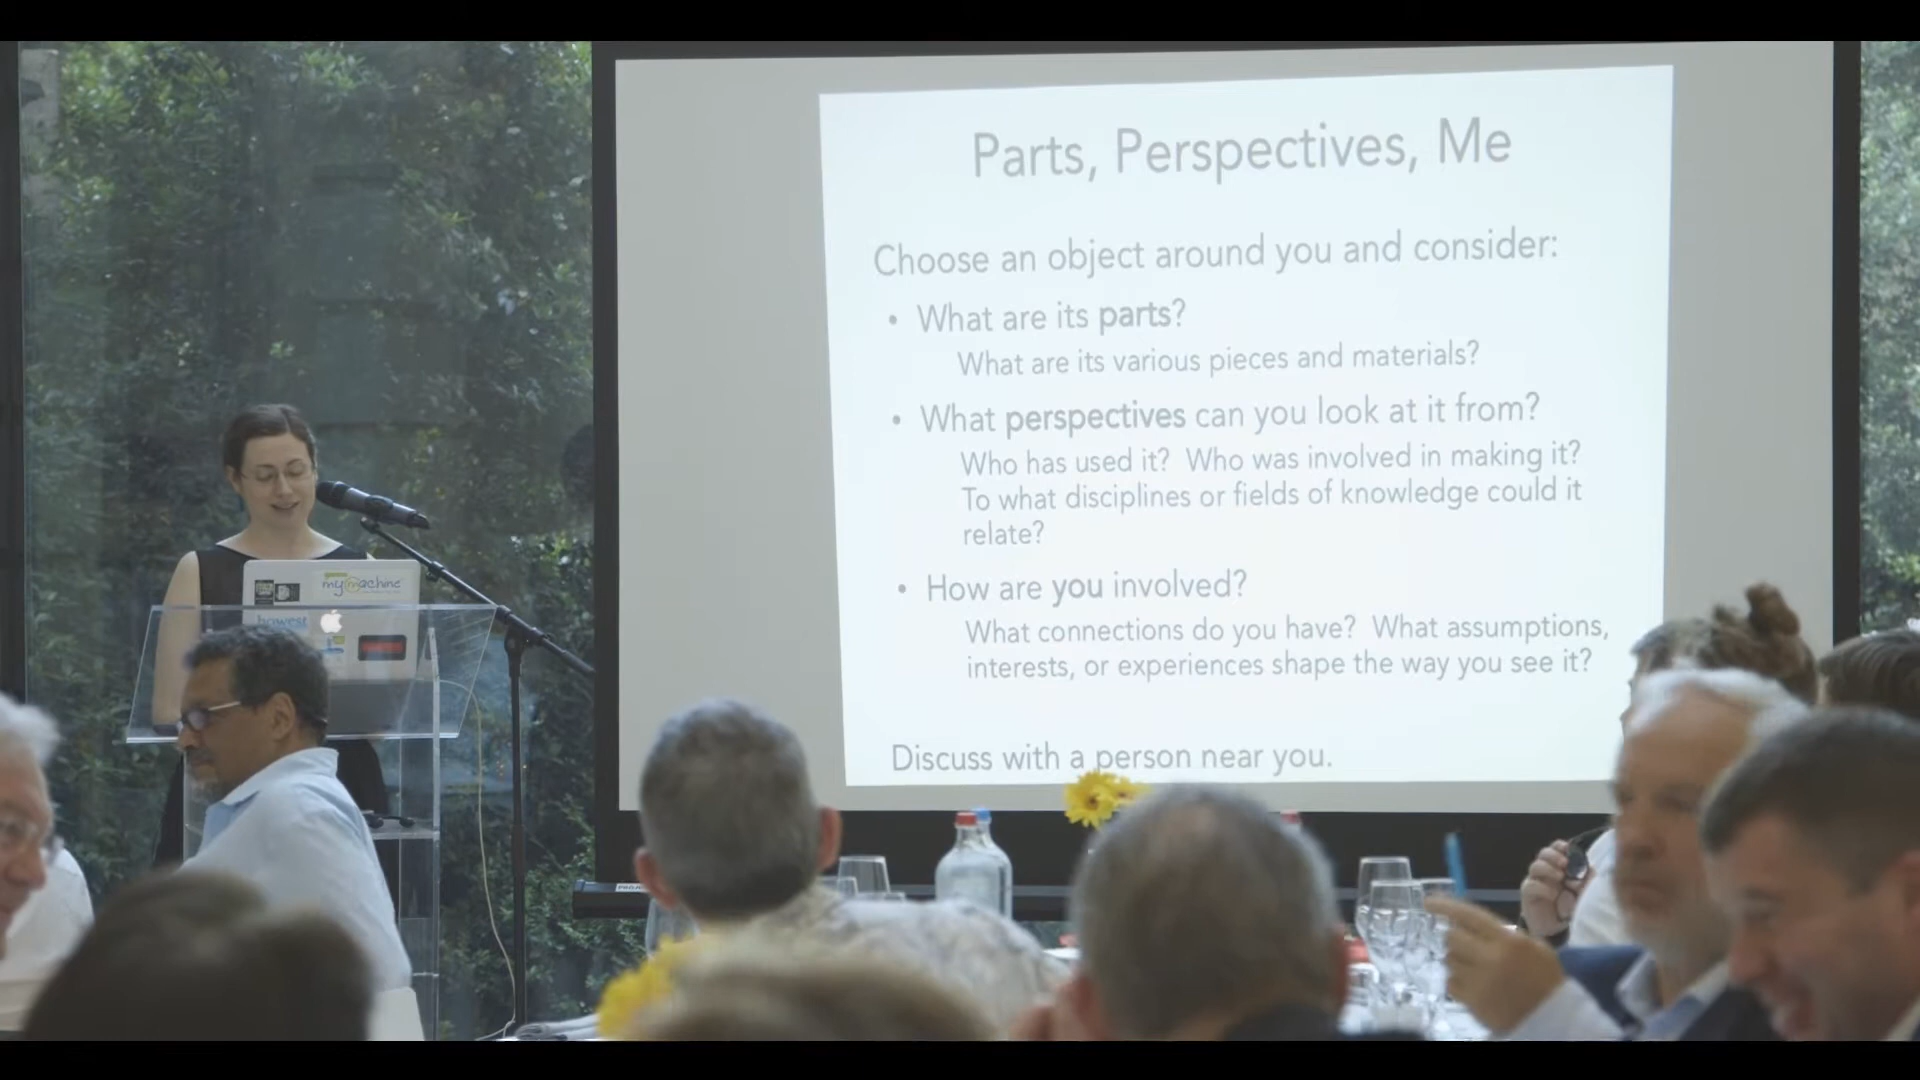 Parts, Perspectives, Me
Choose an object around you and consider:
• What are its parts?
What are its various pieces and materials?
• What perspectives can you look at it from?
Who has used it? Who was involved in making it?
To what disciplines or fields of knowledge could it
relate?
• How are you involved?
What connections do you have? What assumptions,
interests, or experiences shape the way you see it?
Discuss with a person near you.
mymachine
howest